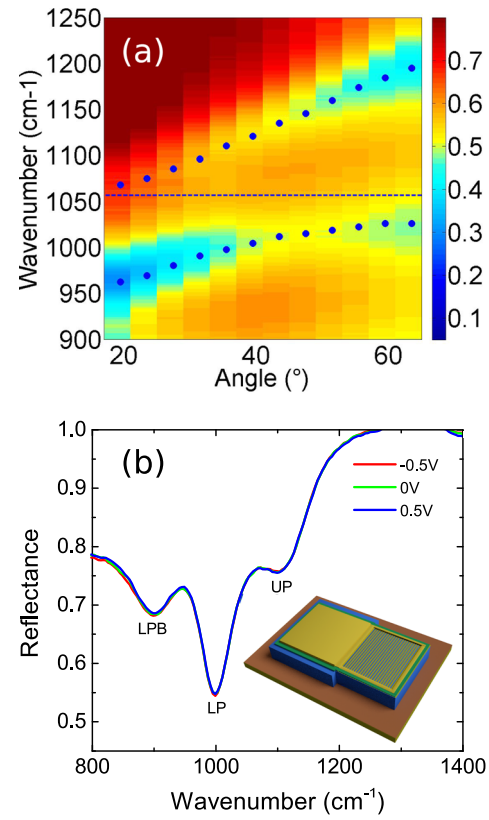 (a)
Wavenumber (cm-1)
1250
1200
1150
1100
1050
1000
950
900
20
40
60
Angle (°)
0.7
0.6
0.5
0.4
0.3
0.2
0.1
(b)
Reflectance
1.0
0.9
0.8
0.7
0.6
0.5
-0.5V
0V
0.5V
UP
LPB
LP
800
1000
1200
1400
Wavenumber (cm⁻¹)